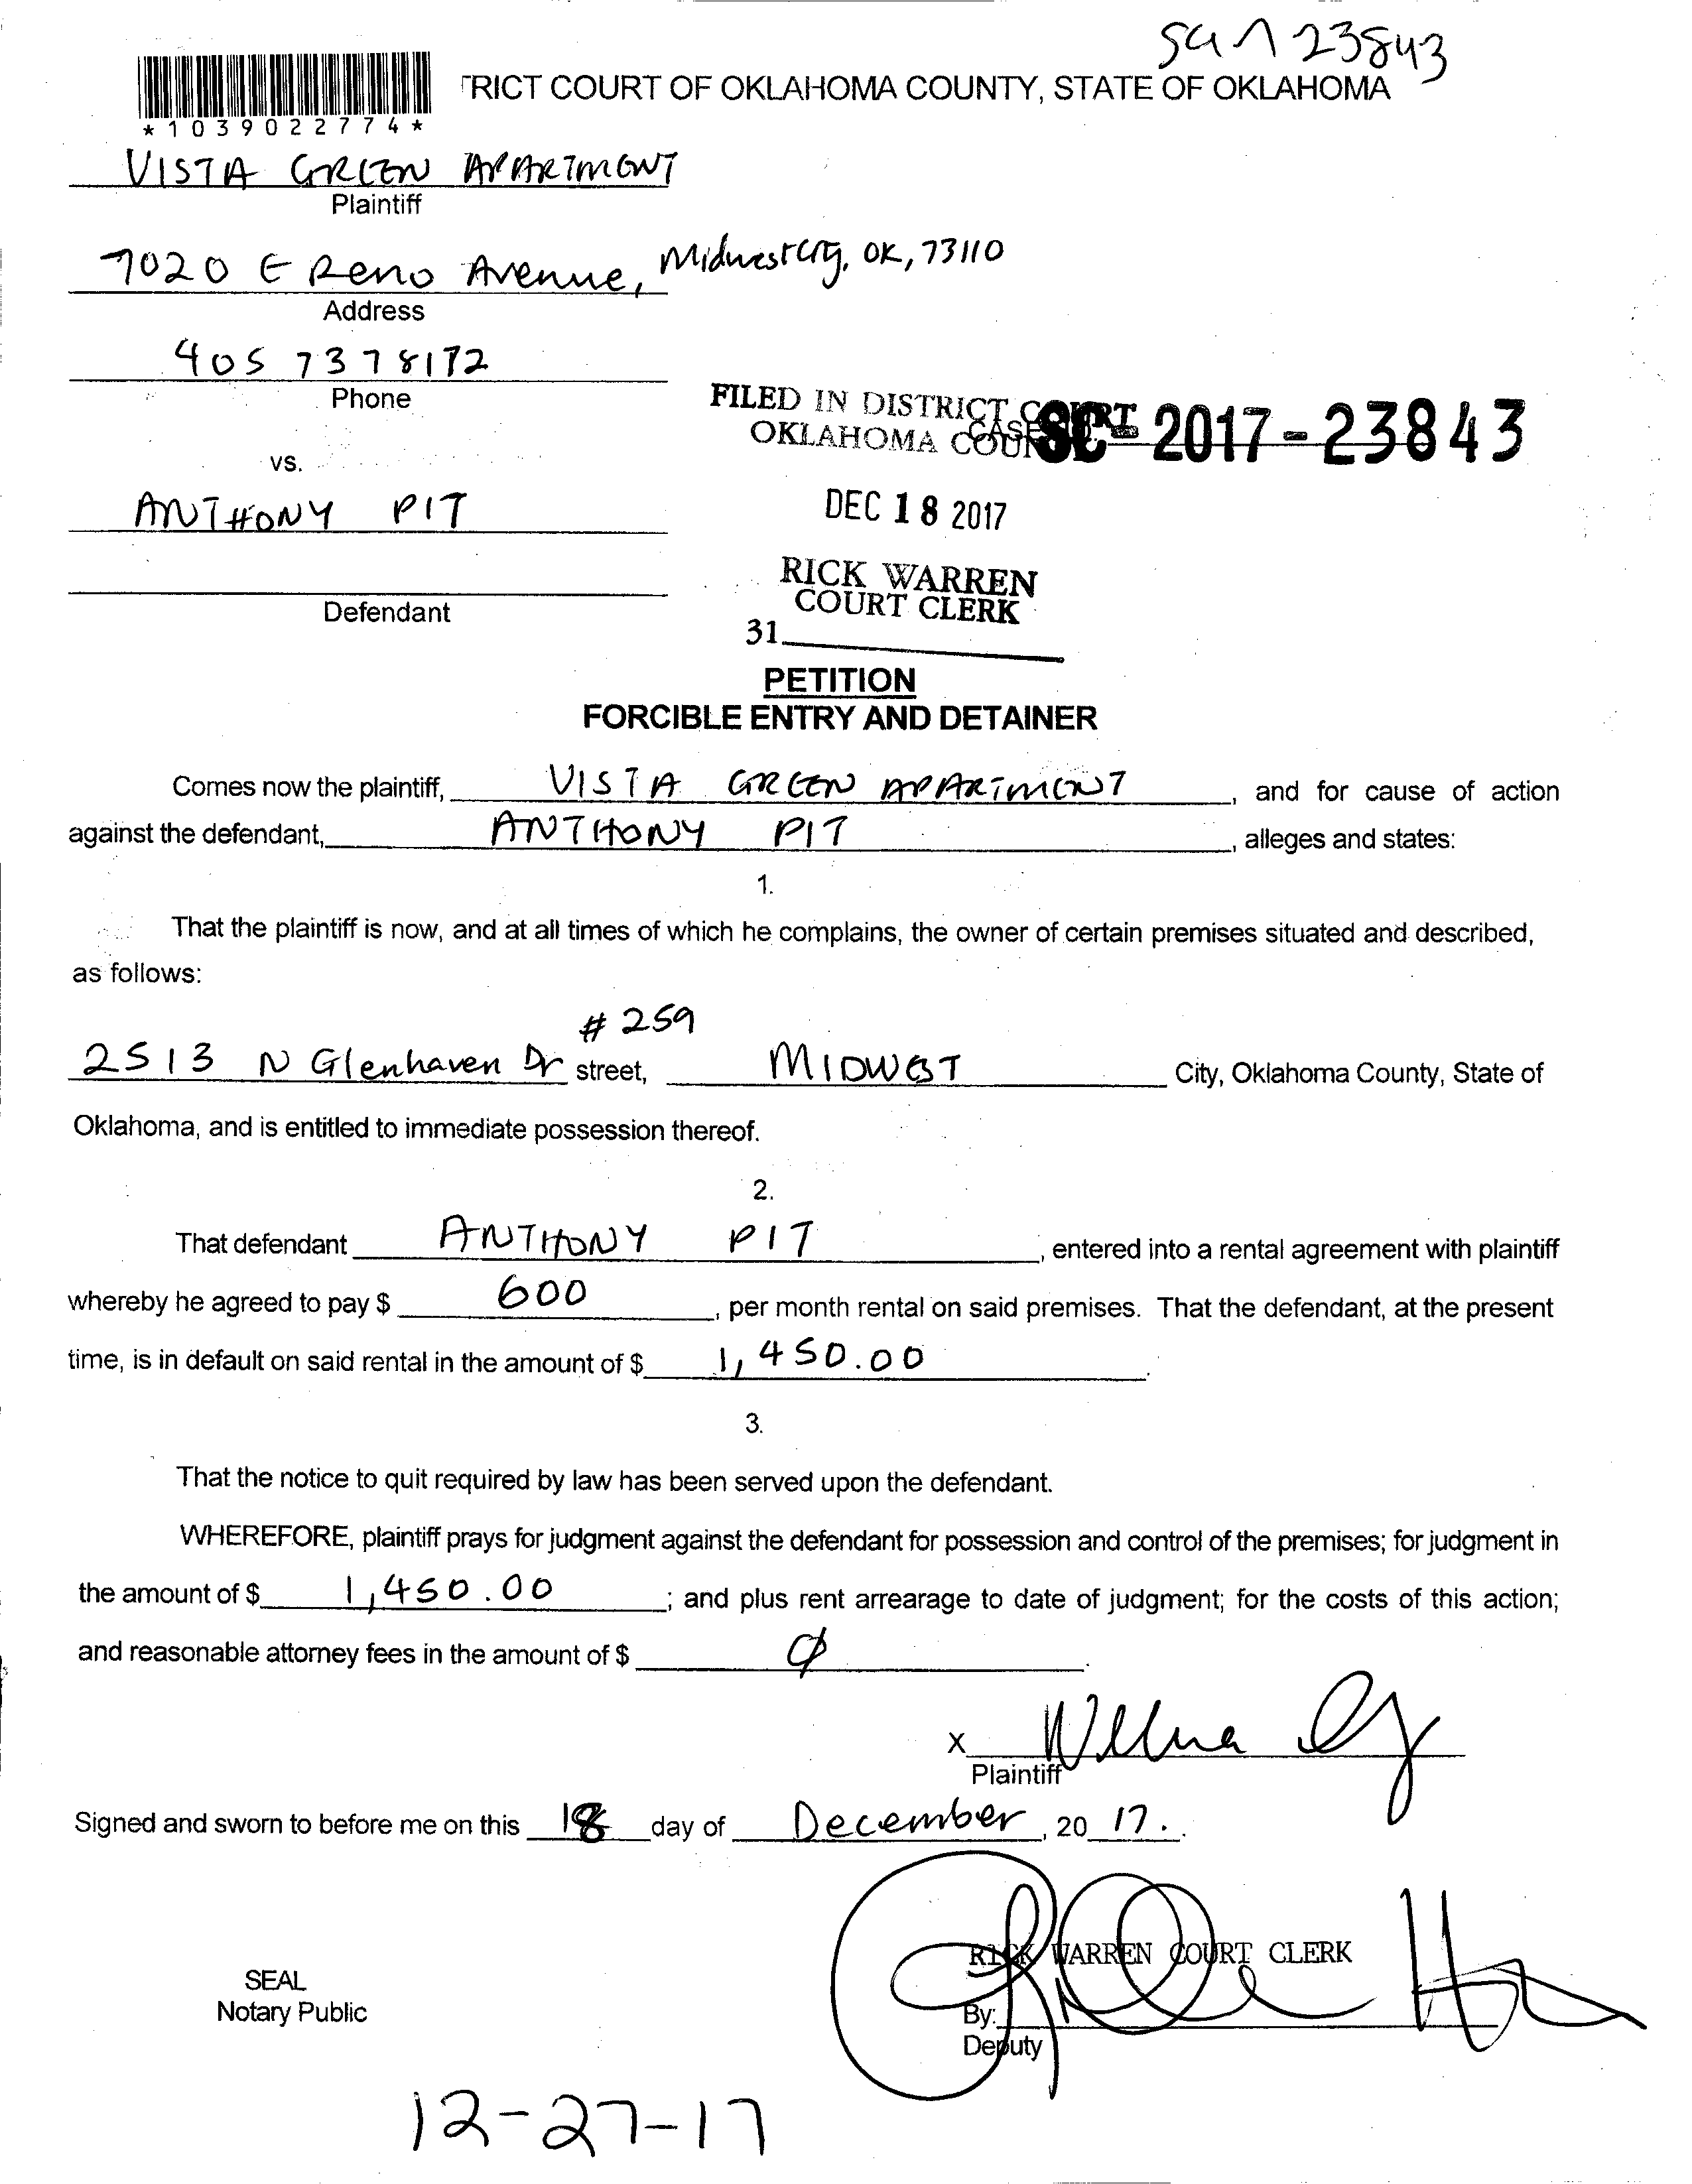 23843
TRICT COURT OF OKLAHOMA COUNTY, STATE OF OKLAHOMA
*1039022774*
VISTA GREEN APARTMENT
Plaintiff
7020 E Reno Avenue, Midwest City, OK, 73110
Address
405 7378172
Phone
FILED IN DISTRICT COURT
OKLAHOMA COUN
CASE
SC- 2017-23843
vs.
ANTHONY PIT
DEC 18 2017
RICK WARREN
COURT CLERK
Defendant
31
PETITION
FORCIBLE ENTRY AND DETAINER
Comes now the plaintiff, VISTA GREEN APARTMENT, and for cause of action
against the defendant, ANTHONY PIT, alleges and states:
1.
That the plaintiff is now, and at all times of which he complains, the owner of certain premises situated and described,
as follows:
#259
2513 N Glenhaven Dr street, MIDWEST City, Oklahoma County, State of
Oklahoma, and is entitled to immediate possession thereof.
2.
That defendant ANTHONY PIT, entered into a rental agreement with plaintiff
whereby he agreed to pay $ 600, per month rental on said premises. That the defendant, at the present
time, is in default on said rental in the amount of $ 1,450.00.
3.
That the notice to quit required by law has been served upon the defendant.
WHEREFORE, plaintiff prays for judgment against the defendant for possession and control of the premises; for judgment in
the amount of $ 1,450.00; and plus rent arrearage to date of judgment; for the costs of this action;
and reasonable attorney fees in the amount of $ Ø.
X
Plaintiff
Signed and sworn to before me on this 18 day of December, 20 17.
RICK WARREN COURT CLERK
SEAL
Notary Public
By:
Deputy
12-27-17